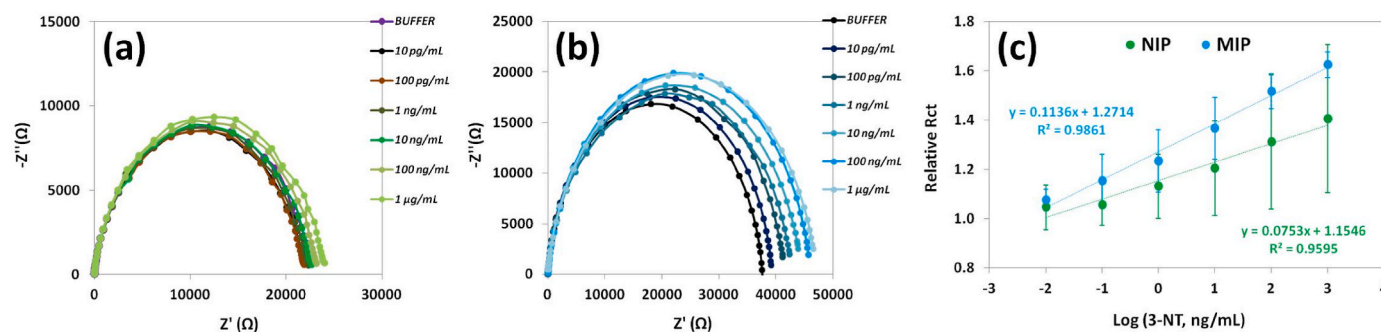 (a)
-Z''(Ω)
15000
10000
5000
0
0
10000
20000
30000
Z' (Ω)
BUFFER
10 pg/mL
100 pg/mL
1 ng/mL
10 ng/mL
100 ng/mL
1 µg/mL
(b)
-Z''(Ω)
25000
20000
15000
10000
5000
0
0
10000
20000
30000
40000
50000
Z' (Ω)
BUFFER
10 pg/mL
100 pg/mL
1 ng/mL
10 ng/mL
100 ng/mL
1 µg/mL
(c)
NIP
MIP
Relative Rct
1.8
1.6
1.4
1.2
1.0
0.8
y = 0.1136x + 1.2714
R² = 0.9861
y = 0.0753x + 1.1546
R² = 0.9595
-3
-2
-1
0
1
2
3
4
Log (3-NT, ng/mL)